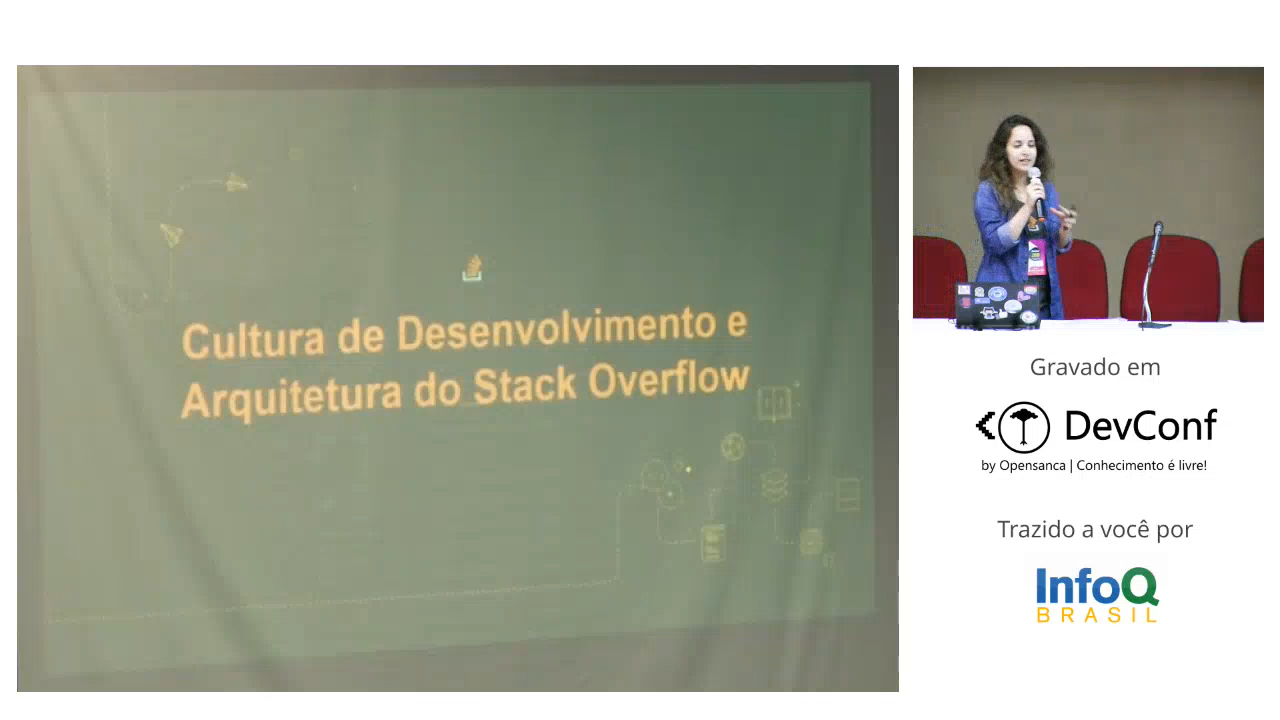 Cultura de Desenvolvimento e
Arquitetura do Stack Overflow
Gravado em
DevConf
by Opensanca | Conhecimento é livre!
Trazido a você por
InfoQ
BRASIL